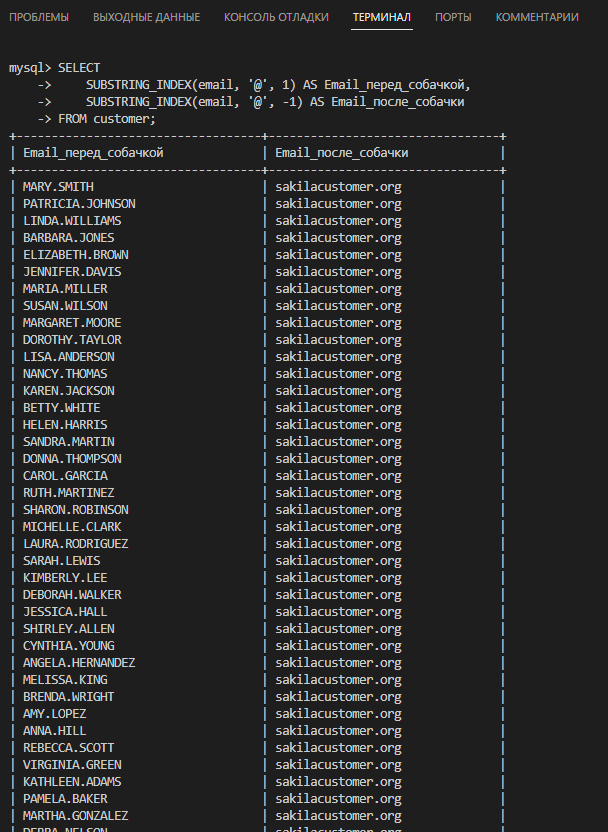 ПРОБЛЕМЫ ВЫХОДНЫЕ ДАННЫЕ КОНСОЛЬ ОТЛАДКИ ТЕРМИНАЛ ПОРТЫ КОММЕНТАРИИ
mysql> SELECT
    ->     SUBSTRING_INDEX(email, '@', 1) AS Email_перед_собачкой,
    ->     SUBSTRING_INDEX(email, '@', -1) AS Email_после_собачки
    -> FROM customer;
+-----------------------------------+---------------------------------+
| Email_перед_собачкой | Email_после_собачки |
+-----------------------------------+---------------------------------+
| MARY.SMITH | sakilacustomer.org |
| PATRICIA.JOHNSON | sakilacustomer.org |
| LINDA.WILLIAMS | sakilacustomer.org |
| BARBARA.JONES | sakilacustomer.org |
| ELIZABETH.BROWN | sakilacustomer.org |
| JENNIFER.DAVIS | sakilacustomer.org |
| MARIA.MILLER | sakilacustomer.org |
| SUSAN.WILSON | sakilacustomer.org |
| MARGARET.MOORE | sakilacustomer.org |
| DOROTHY.TAYLOR | sakilacustomer.org |
| LISA.ANDERSON | sakilacustomer.org |
| NANCY.THOMAS | sakilacustomer.org |
| KAREN.JACKSON | sakilacustomer.org |
| BETTY.WHITE | sakilacustomer.org |
| HELEN.HARRIS | sakilacustomer.org |
| SANDRA.MARTIN | sakilacustomer.org |
| DONNA.THOMPSON | sakilacustomer.org |
| CAROL.GARCIA | sakilacustomer.org |
| RUTH.MARTINEZ | sakilacustomer.org |
| SHARON.ROBINSON | sakilacustomer.org |
| MICHELLE.CLARK | sakilacustomer.org |
| LAURA.RODRIGUEZ | sakilacustomer.org |
| SARAH.LEWIS | sakilacustomer.org |
| KIMBERLY.LEE | sakilacustomer.org |
| DEBORAH.WALKER | sakilacustomer.org |
| JESSICA.HALL | sakilacustomer.org |
| SHIRLEY.ALLEN | sakilacustomer.org |
| CYNTHIA.YOUNG | sakilacustomer.org |
| ANGELA.HERNANDEZ | sakilacustomer.org |
| MELISSA.KING | sakilacustomer.org |
| BRENDA.WRIGHT | sakilacustomer.org |
| AMY.LOPEZ | sakilacustomer.org |
| ANNA.HILL | sakilacustomer.org |
| REBECCA.SCOTT | sakilacustomer.org |
| VIRGINIA.GREEN | sakilacustomer.org |
| KATHLEEN.ADAMS | sakilacustomer.org |
| PAMELA.BAKER | sakilacustomer.org |
| MARTHA.GONZALEZ | sakilacustomer.org |
| DEBRA.NELSON | sakilacustomer.org |